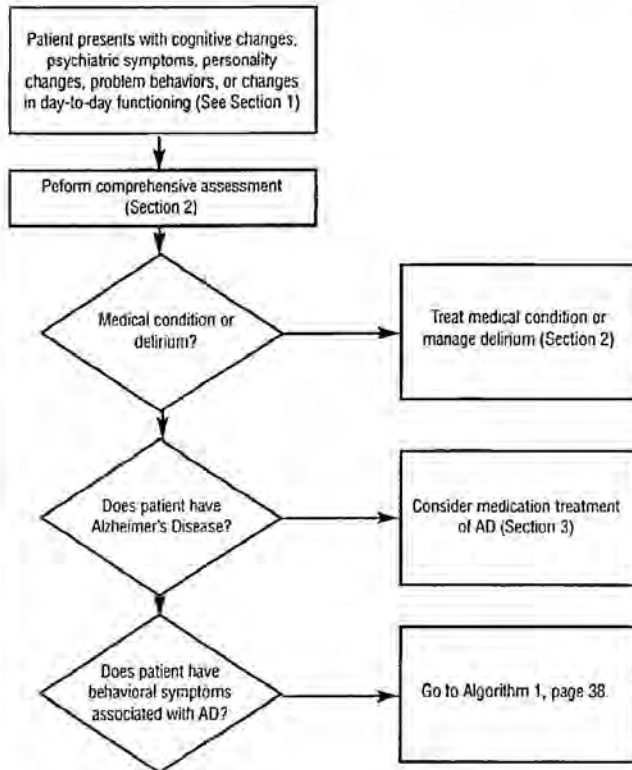 Patient presents with cognitive changes,
psychiatric symptoms, personality
changes, problem behaviors, or changes
in day-to-day functioning (See Section 1)
Peform comprehensive assessment
(Section 2)
Medical condition or
delirium?
Treat medical condition or
manage delirium (Section 2)
Does patient have
Alzheimer's Disease?
Consider medication treatment
of AD (Section 3)
Does patient have
behavioral symptoms
associated with AD?
Go to Algorithm 1, page 38.